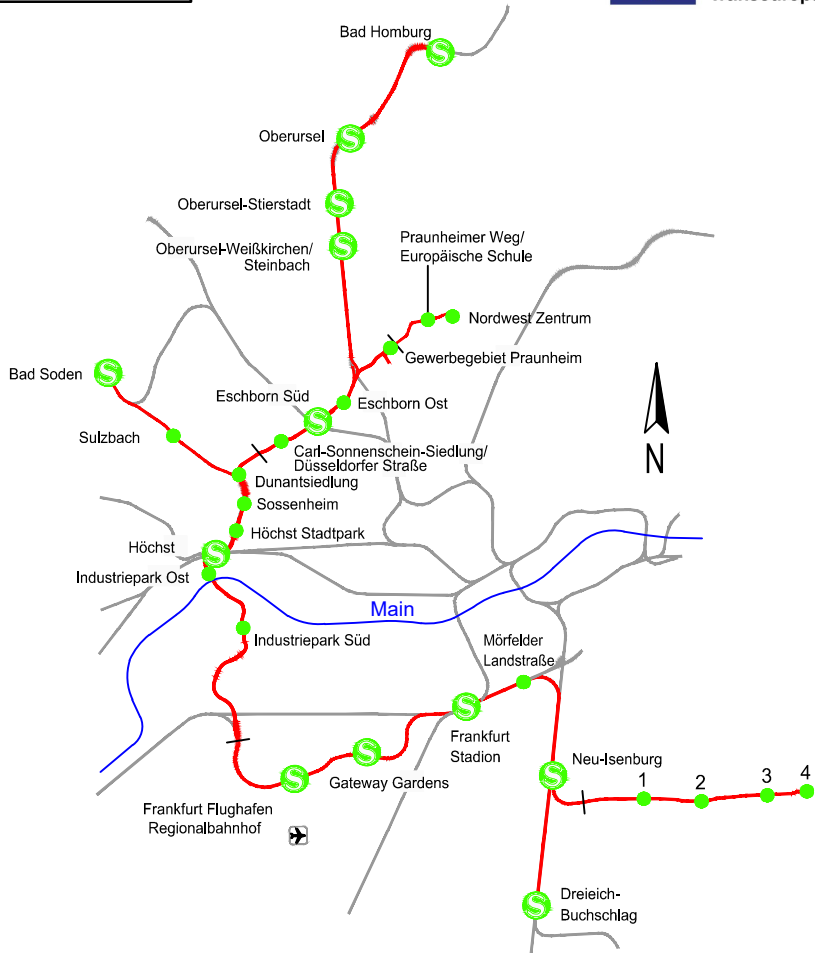 Bad Homburg
Oberursel
Oberursel-Stierstadt
Oberursel-Weißkirchen/
Steinbach
Praunheimer Weg/
Europäische Schule
Nordwest Zentrum
Gewerbegebiet Praunheim
Bad Soden
Eschborn Süd
Eschborn Ost
Sulzbach
Carl-Sonnenschein-Siedlung/
Düsseldorfer Straße
Dunantsiedlung
N
Sossenheim
Höchst Stadtpark
Höchst
Industriepark Ost
Main
Industriepark Süd
Mörfelder
Landstraße
Frankfurt
Stadion
Neu-Isenburg
1
2
3
4
Gateway Gardens
Frankfurt Flughafen
Regionalbahnhof
Dreieich-
Buchschlag
S
S
S
S
S
S
S
S
S
S
S
S